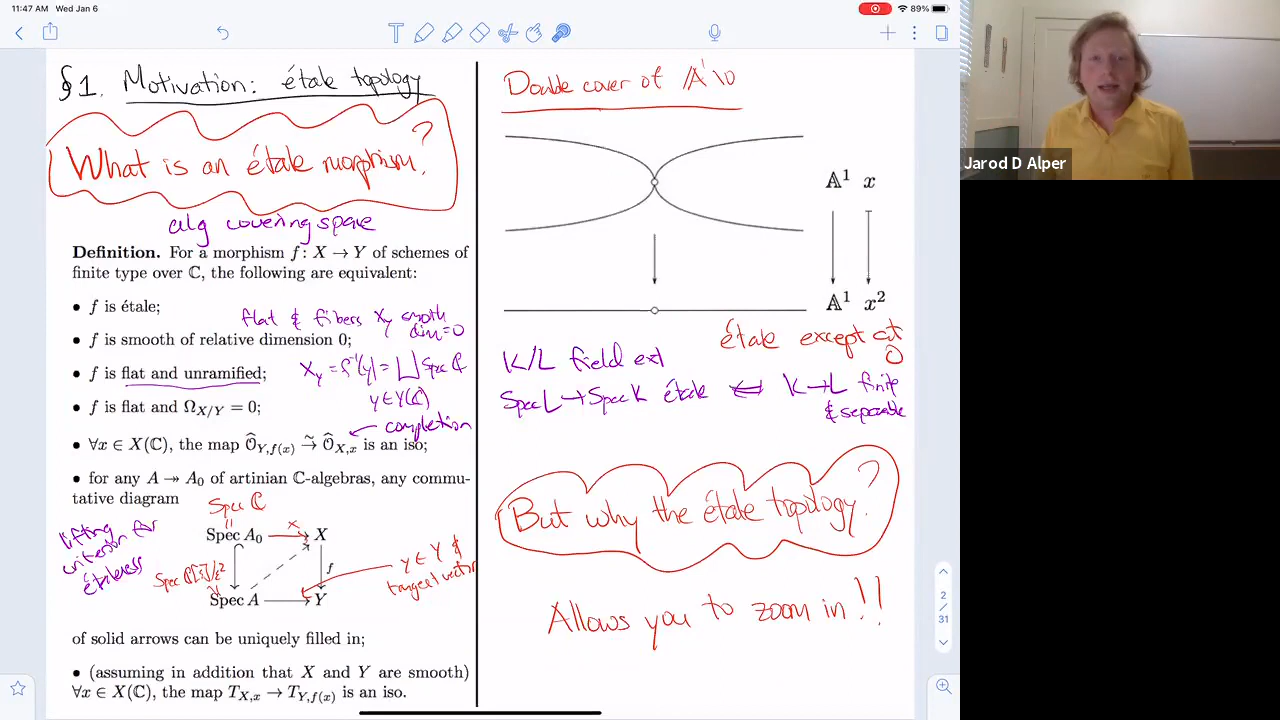 11:47 AM Wed Jan 6
89%
§1. Motivation: étale topology
What is an étale morphism?
alg covering space
Definition. For a morphism f: X → Y of schemes of
finite type over ℂ, the following are equivalent:
• f is étale;
flat & fibers X_y smooth
dim=0
• f is smooth of relative dimension 0;
• f is flat and unramified;
X_y = f⁻¹(y) = ⨆ Spec ℂ
y∈Y(ℂ)
• f is flat and Ω_{X/Y} = 0;
completion
• ∀x ∈ X(ℂ), the map Ô_{Y,f(x)} →~ Ô_{X,x} is an iso;
• for any A ↠ A₀ of artinian ℂ-algebras, any commu-
tative diagram
Spec ℂ
Spec A₀ → X
x
lifting
criterion for
étaleness
Spec ℂ[ε]/ε²
f
y ∈ Y &
tangent vector
Spec A → Y
of solid arrows can be uniquely filled in;
• (assuming in addition that X and Y are smooth)
∀x ∈ X(ℂ), the map T_{X,x} → T_{Y,f(x)} is an iso.
Double cover of 𝔸¹\0
𝔸¹ x
𝔸¹ x²
étale except at
0
K/L field ext
Spec L → Spec K étale ⟺ K → L finite
& separable
But why the étale topology?
Allows you to zoom in!!
2
/
31
Jarod D Alper